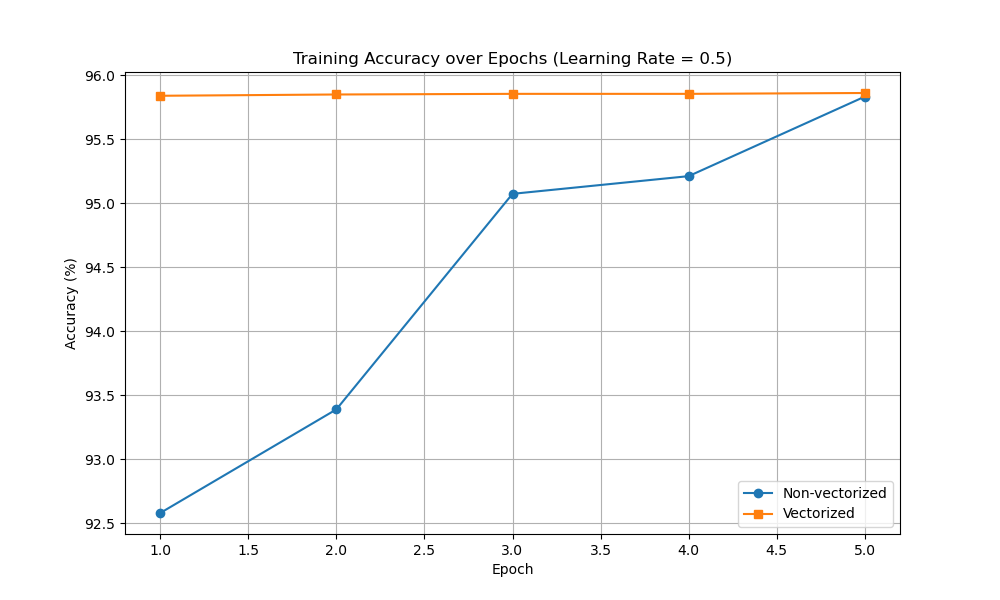 Training Accuracy over Epochs (Learning Rate = 0.5)
Accuracy (%)
96.0
95.5
95.0
94.5
94.0
93.5
93.0
92.5
Non-vectorized
Vectorized
1.0 1.5 2.0 2.5 3.0 3.5 4.0 4.5 5.0
Epoch